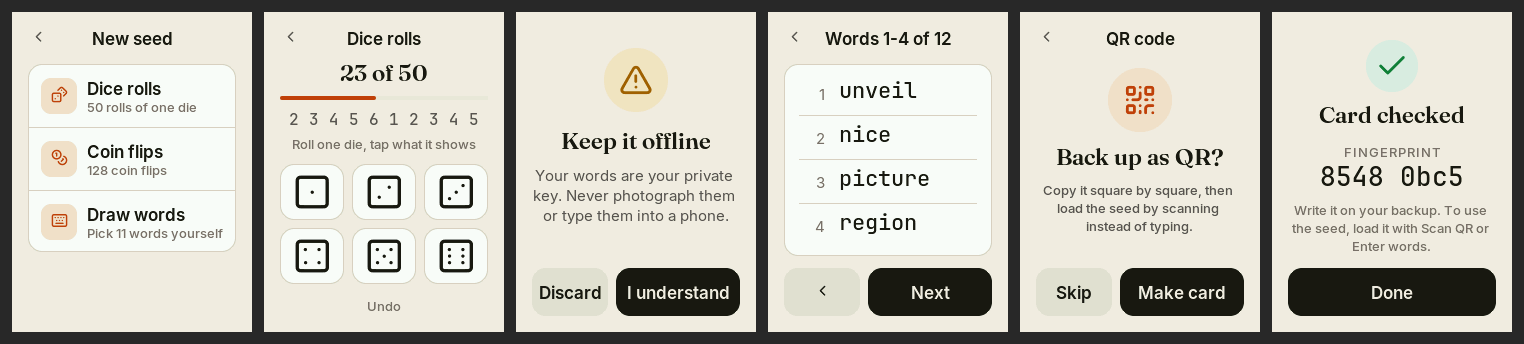 New seed
Dice rolls
50 rolls of one die
Coin flips
128 coin flips
Draw words
Pick 11 words yourself
Dice rolls
23 of 50
2 3 4 5 6 1 2 3 4 5
Roll one die, tap what it shows
Undo
Keep it offline
Your words are your private
key. Never photograph them
or type them into a phone.
Discard
I understand
Words 1-4 of 12
1 unveil
2 nice
3 picture
4 region
Next
QR code
Back up as QR?
Copy it square by square, then
load the seed by scanning
instead of typing.
Skip
Make card
Card checked
FINGERPRINT
8548 0bc5
Write it on your backup. To use
the seed, load it with Scan QR or
Enter words.
Done